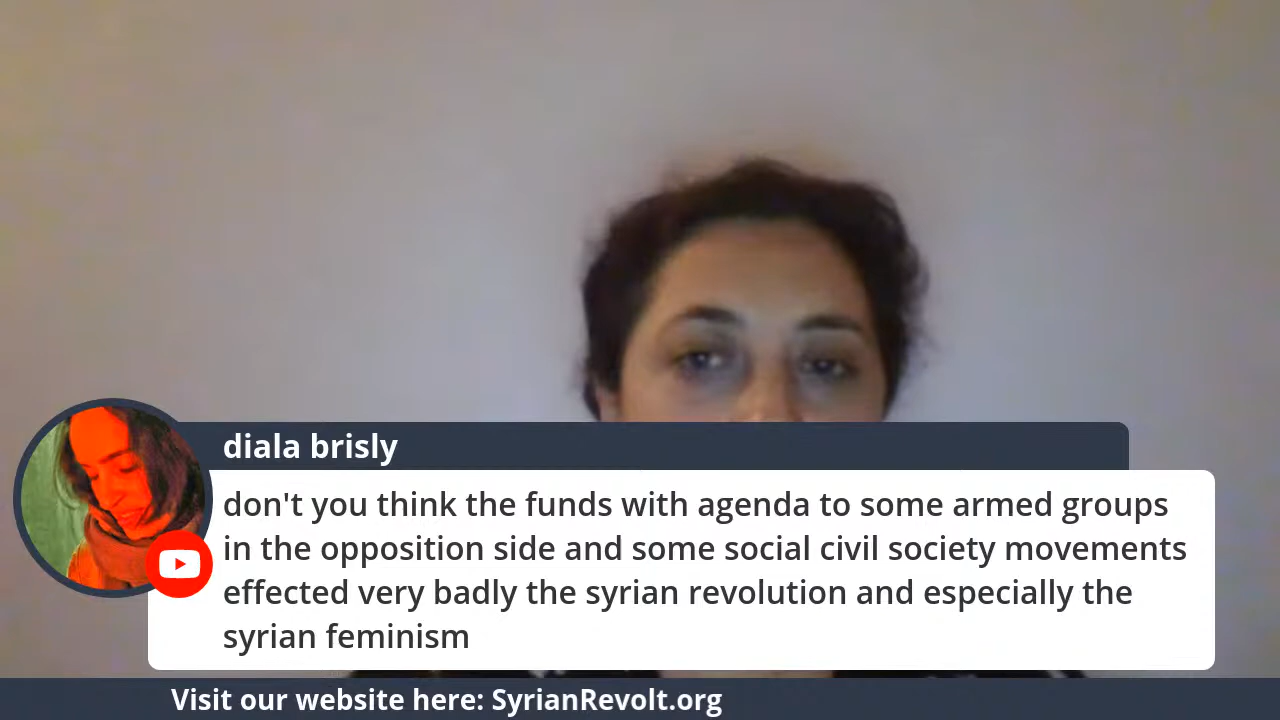 diala brisly
don't you think the funds with agenda to some armed groups
in the opposition side and some social civil society movements
effected very badly the syrian revolution and especially the
syrian feminism
Visit our website here: SyrianRevolt.org